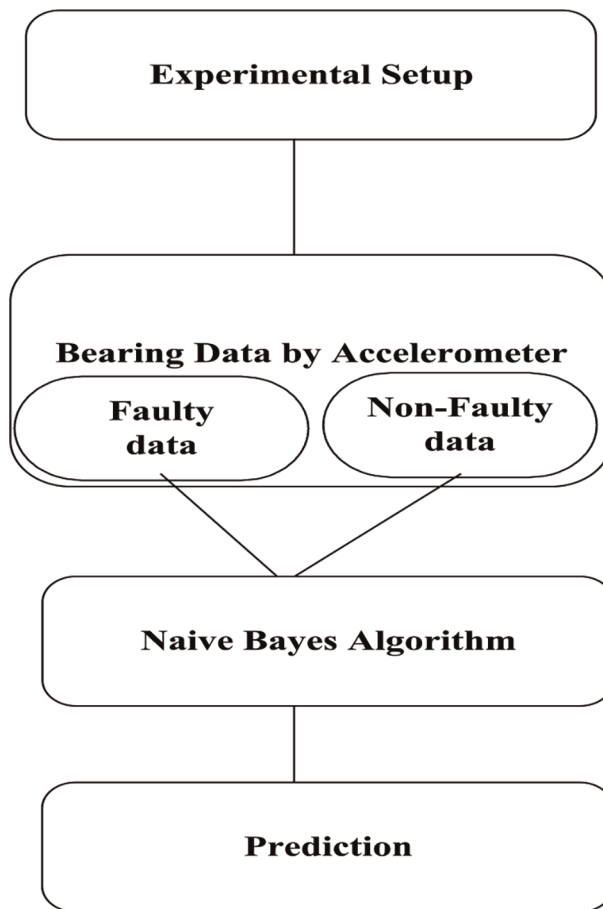 Experimental Setup
Bearing Data by Accelerometer
Faulty
data
Non-Faulty
data
Naive Bayes Algorithm
Prediction